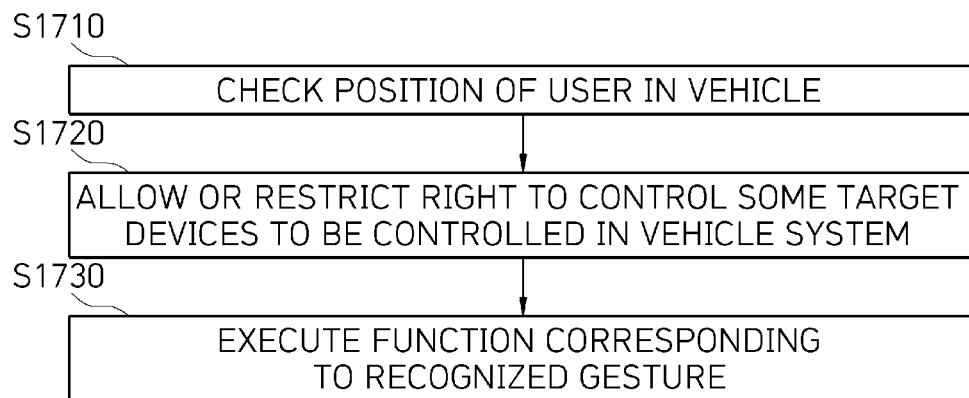 S1710
CHECK POSITION OF USER IN VEHICLE
S1720
ALLOW OR RESTRICT RIGHT TO CONTROL SOME TARGET
DEVICES TO BE CONTROLLED IN VEHICLE SYSTEM
S1730
EXECUTE FUNCTION CORRESPONDING
TO RECOGNIZED GESTURE